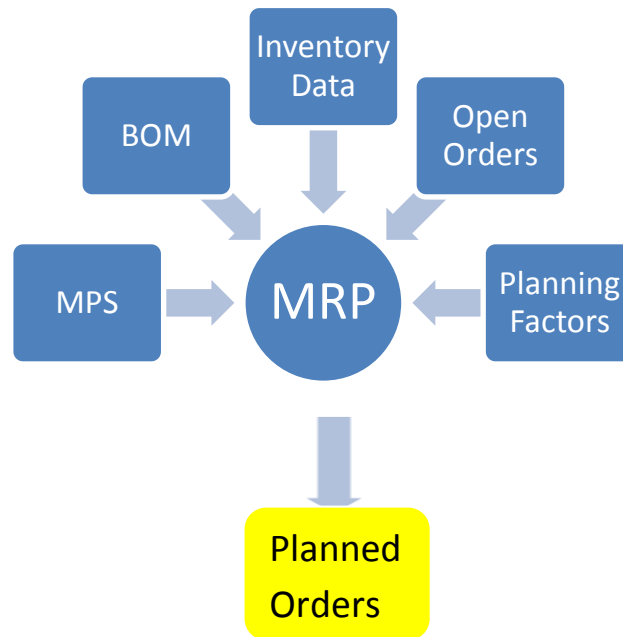 Inventory
Data
BOM
Open
Orders
MPS
MRP
Planning
Factors
Planned
Orders